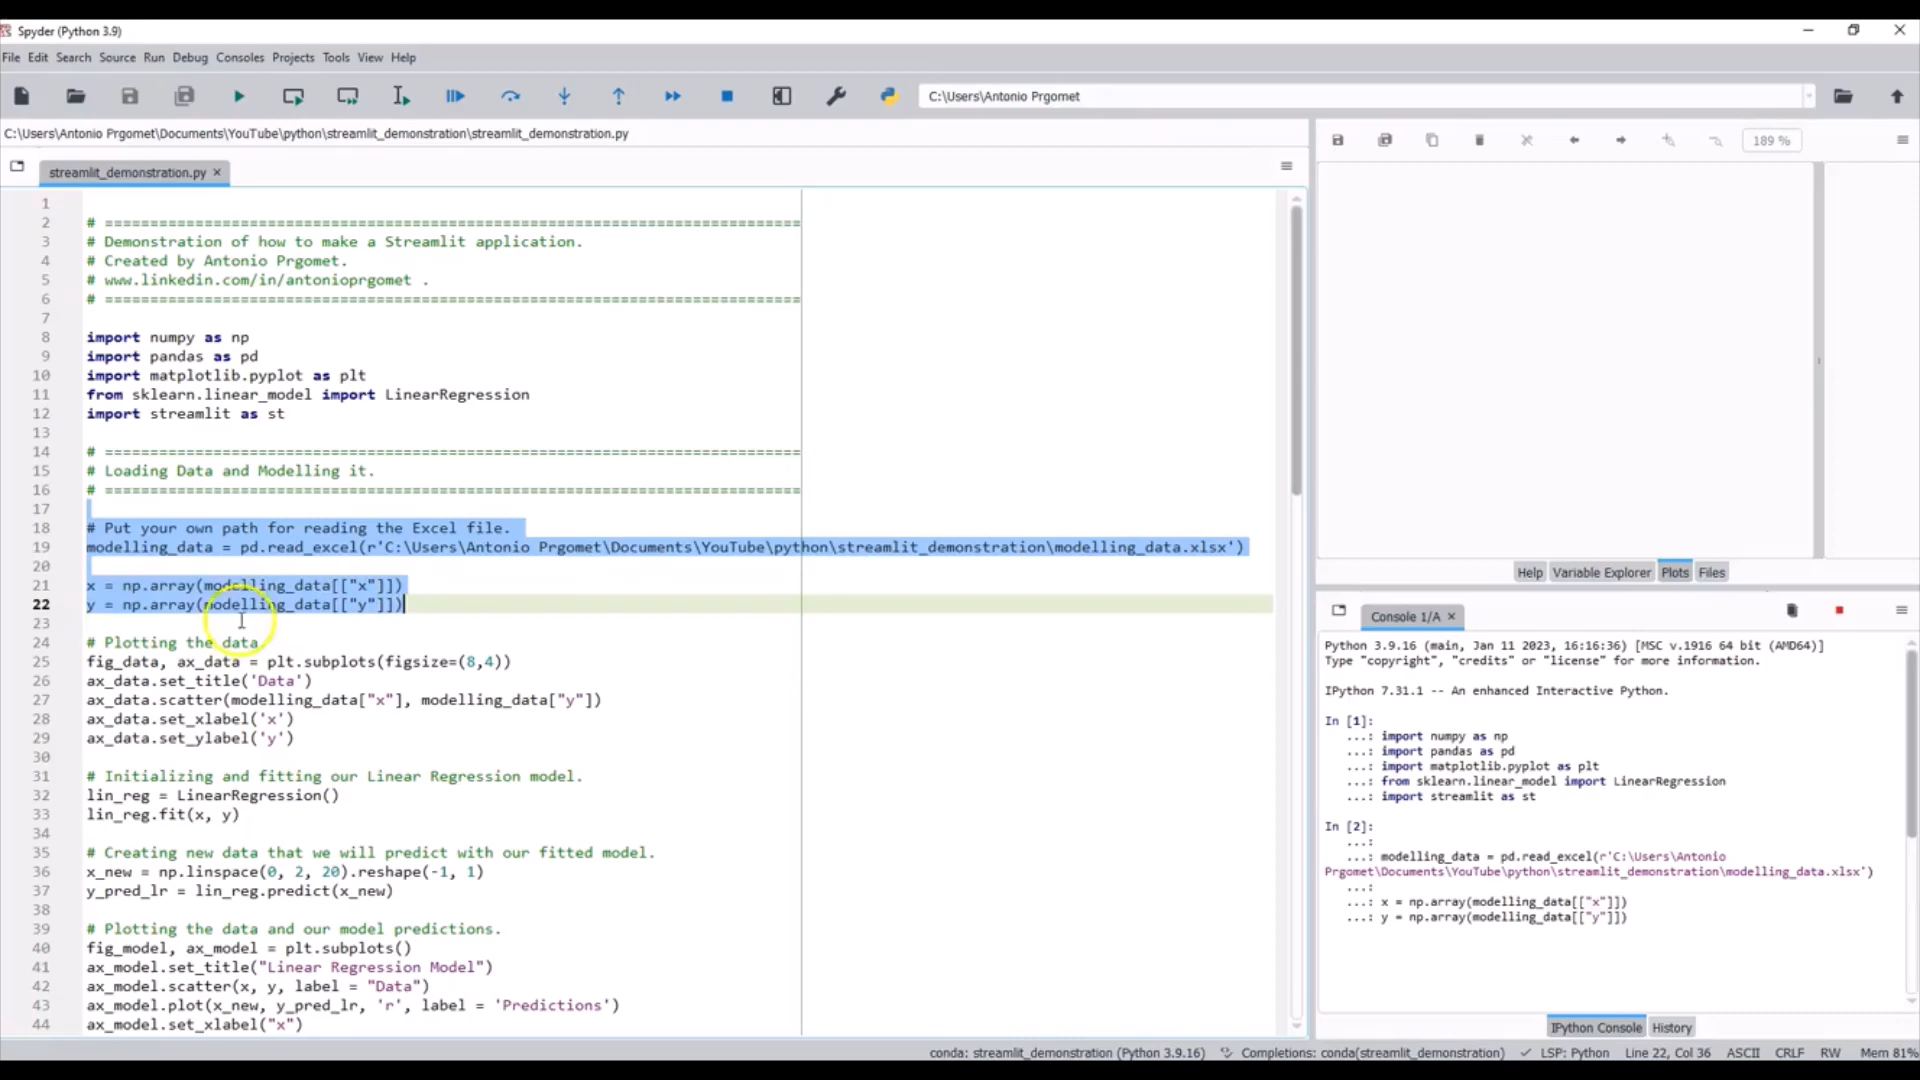 Spyder (Python 3.9)
File Edit Search Source Run Debug Consoles Projects Tools View Help
C:\Users\Antonio Prgomet
C:\Users\Antonio Prgomet\Documents\YouTube\python\streamlit_demonstration\streamlit_demonstration.py
streamlit_demonstration.py
1
2 # =============================================================================
3 # Demonstration of how to make a Streamlit application.
4 # Created by Antonio Prgomet.
5 # www.linkedin.com/in/antonioprgomet .
6 # =============================================================================
7
8 import numpy as np
9 import pandas as pd
10 import matplotlib.pyplot as plt
11 from sklearn.linear_model import LinearRegression
12 import streamlit as st
13
14 # =============================================================================
15 # Loading Data and Modelling it.
16 # =============================================================================
17
18 # Put your own path for reading the Excel file.
19 modelling_data = pd.read_excel(r'C:\Users\Antonio Prgomet\Documents\YouTube\python\streamlit_demonstration\modelling_data.xlsx')
20
21 x = np.array(modelling_data[["x"]])
22 y = np.array(modelling_data[["y"]])
23
24 # Plotting the data
25 fig_data, ax_data = plt.subplots(figsize=(8,4))
26 ax_data.set_title('Data')
27 ax_data.scatter(modelling_data["x"], modelling_data["y"])
28 ax_data.set_xlabel('x')
29 ax_data.set_ylabel('y')
30
31 # Initializing and fitting our Linear Regression model.
32 lin_reg = LinearRegression()
33 lin_reg.fit(x, y)
34
35 # Creating new data that we will predict with our fitted model.
36 x_new = np.linspace(0, 2, 20).reshape(-1, 1)
37 y_pred_lr = lin_reg.predict(x_new)
38
39 # Plotting the data and our model predictions.
40 fig_model, ax_model = plt.subplots()
41 ax_model.set_title("Linear Regression Model")
42 ax_model.scatter(x, y, label = "Data")
43 ax_model.plot(x_new, y_pred_lr, 'r', label = 'Predictions')
44 ax_model.set_xlabel("x")
189 %
Help Variable Explorer Plots Files
Console 1/A
Python 3.9.16 (main, Jan 11 2023, 16:16:36) [MSC v.1916 64 bit (AMD64)]
Type "copyright", "credits" or "license" for more information.
IPython 7.31.1 -- An enhanced Interactive Python.
In [1]:
...: import numpy as np
...: import pandas as pd
...: import matplotlib.pyplot as plt
...: from sklearn.linear_model import LinearRegression
...: import streamlit as st
In [2]:
...:
...: modelling_data = pd.read_excel(r'C:\Users\Antonio
Prgomet\Documents\YouTube\python\streamlit_demonstration\modelling_data.xlsx')
...:
...: x = np.array(modelling_data[["x"]])
...: y = np.array(modelling_data[["y"]])
IPython Console History
conda: streamlit_demonstration (Python 3.9.16) Completions: conda(streamlit_demonstration) LSP: Python Line 22, Col 36 ASCII CRLF RW Mem 81%